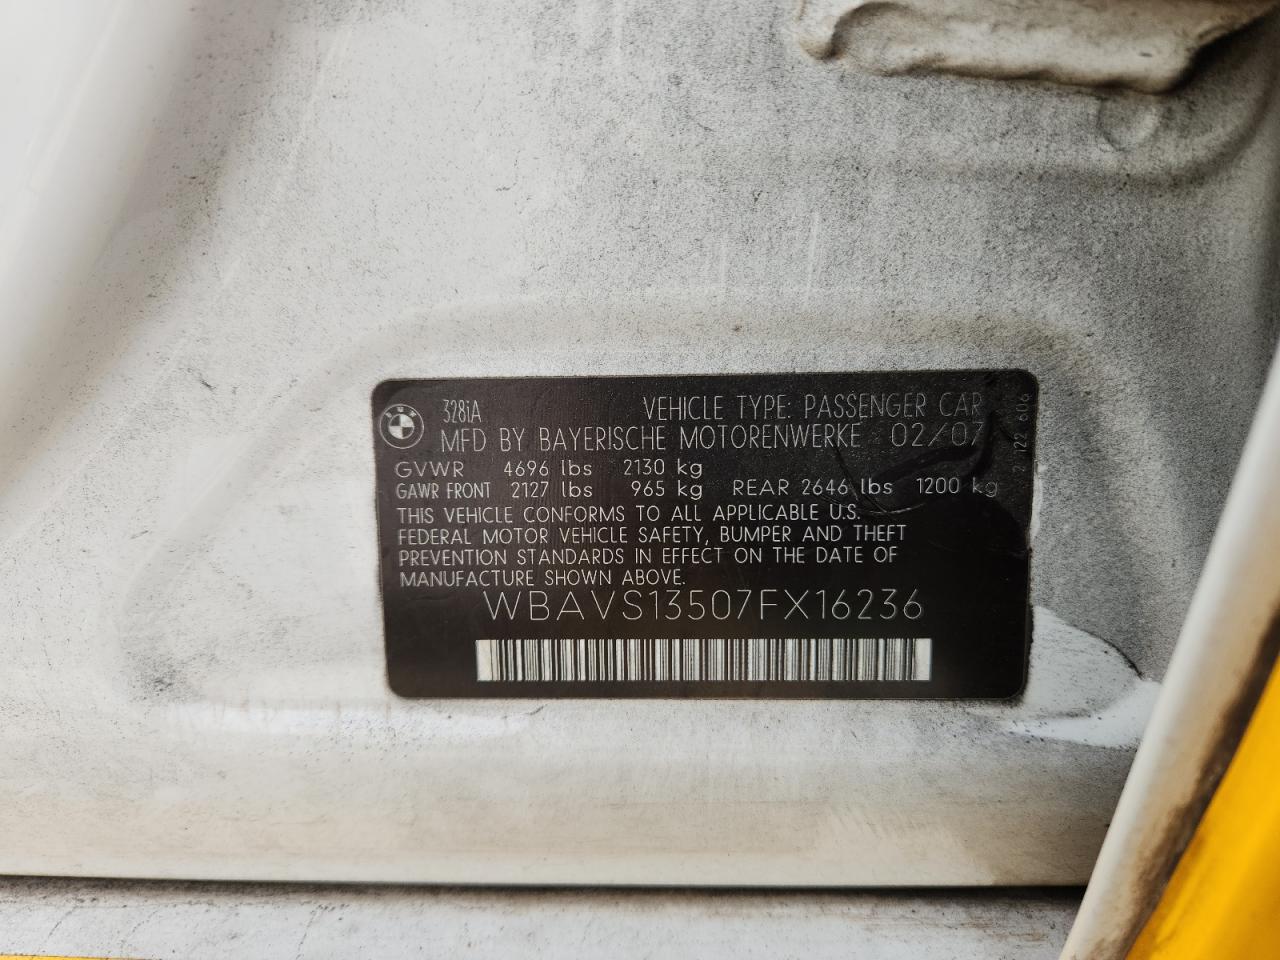 BMW
328iA VEHICLE TYPE: PASSENGER CAR
MFD BY BAYERISCHE MOTORENWERKE 02/07
GVWR 4696 lbs 2130 kg
GAWR FRONT 2127 lbs 965 kg REAR 2646 lbs 1200 kg
THIS VEHICLE CONFORMS TO ALL APPLICABLE U.S.
FEDERAL MOTOR VEHICLE SAFETY, BUMPER AND THEFT
PREVENTION STANDARDS IN EFFECT ON THE DATE OF
MANUFACTURE SHOWN ABOVE.
WBAVS13507FX16236
606